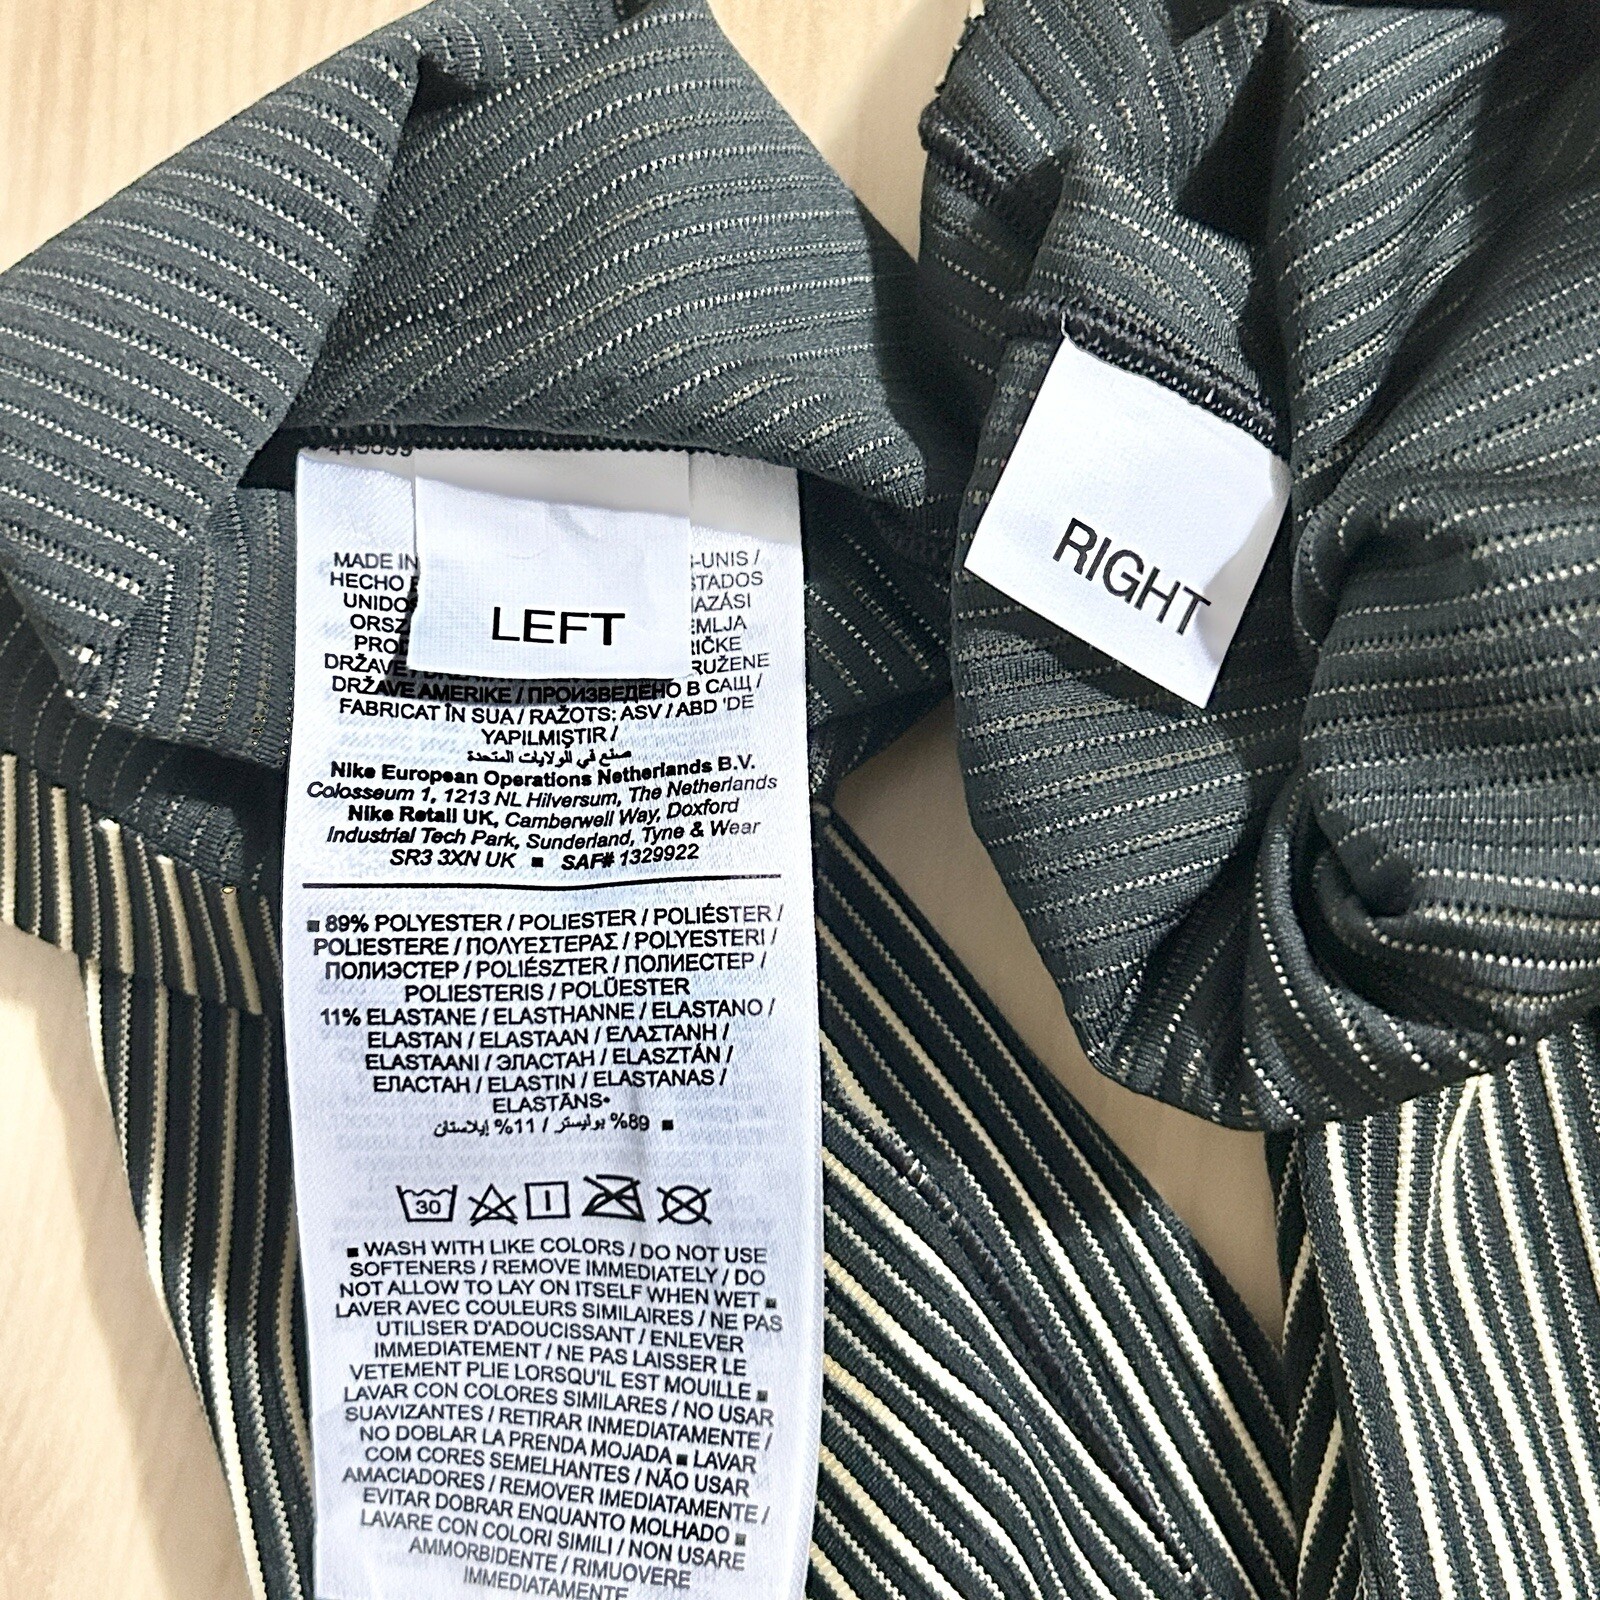 LEFT
RIGHT
MADE IN -UNIS /
HECHO STADOS
UNIDOS IAZÁSI
ORSZ EMLJA
PROD RIČKE
DRŽAVE RUŽENE
DRŽAVE AMERIKE / ПРОИЗВЕДЕНО В САЩ /
FABRICAT ÎN SUA / RAŽOTS: ASV / ABD 'DE
YAPILMIŞTIR /
صنع في الولايات المتحدة
Nike European Operations Netherlands B.V.
Colosseum 1, 1213 NL Hilversum, The Netherlands
Nike Retail UK, Camberwell Way, Doxford
Industrial Tech Park, Sunderland, Tyne & Wear
SR3 3XN UK ■ SAF# 1329922
■ 89% POLYESTER / POLIESTER / POLIÉSTER /
POLIESTERE / ΠΟΛΥΕΣΤΕΡΑΣ / POLYESTERI /
ПОЛИЭСТЕР / POLIÉSZTER / ПОЛИЕСТЕР /
POLIESTERIS / POLÜESTER
11% ELASTANE / ELASTHANNE / ELASTANO /
ELASTAN / ELASTAAN / ΕΛΑΣΤΑΝΗ /
ELASTAANI / ЭЛАСТАН / ELASZTÁN /
ЕЛАСТАН / ELASTIN / ELASTANAS /
ELASTĀNS•
■ 89% بوليستر / 11% إيلاستان
30
■ WASH WITH LIKE COLORS / DO NOT USE
SOFTENERS / REMOVE IMMEDIATELY / DO
NOT ALLOW TO LAY ON ITSELF WHEN WET ■
LAVER AVEC COULEURS SIMILAIRES / NE PAS
UTILISER D'ADOUCISSANT / ENLEVER
IMMEDIATEMENT / NE PAS LAISSER LE
VETEMENT PLIE LORSQU'IL EST MOUILLE ■
LAVAR CON COLORES SIMILARES / NO USAR
SUAVIZANTES / RETIRAR INMEDIATAMENTE /
NO DOBLAR LA PRENDA MOJADA ■ LAVAR
COM CORES SEMELHANTES / NÃO USAR
AMACIADORES / REMOVER IMEDIATAMENTE /
EVITAR DOBRAR ENQUANTO MOLHADO ■
LAVARE CON COLORI SIMILI / NON USARE
AMMORBIDENTE / RIMUOVERE
IMMEDIATAMENTE